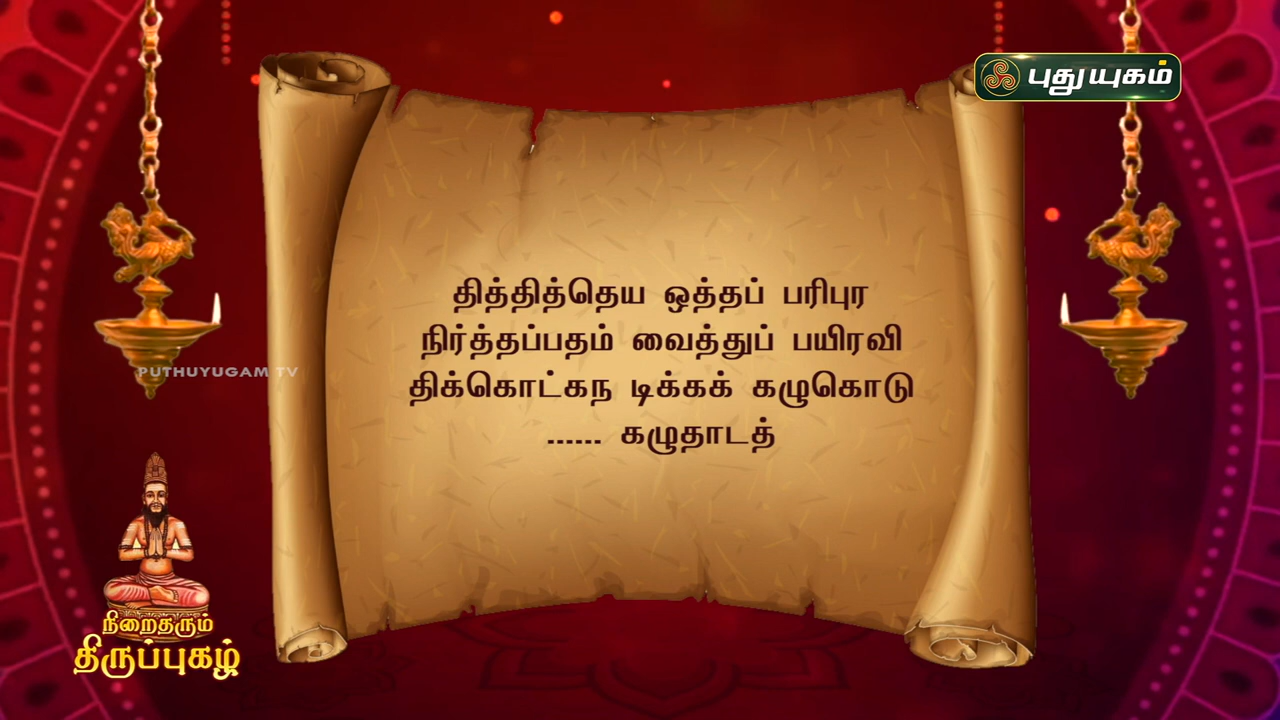 புதுயுகம்
தித்தித்தெய ஒத்தப் பரிபுர
நிர்த்தப்பதம் வைத்துப் பயிரவி
திக்கொட்கந டிக்கக் கழுகொடு
...... கழுதாடத்
PUTHUYUGAM TV
நிறைதரும்
திருப்புகழ்